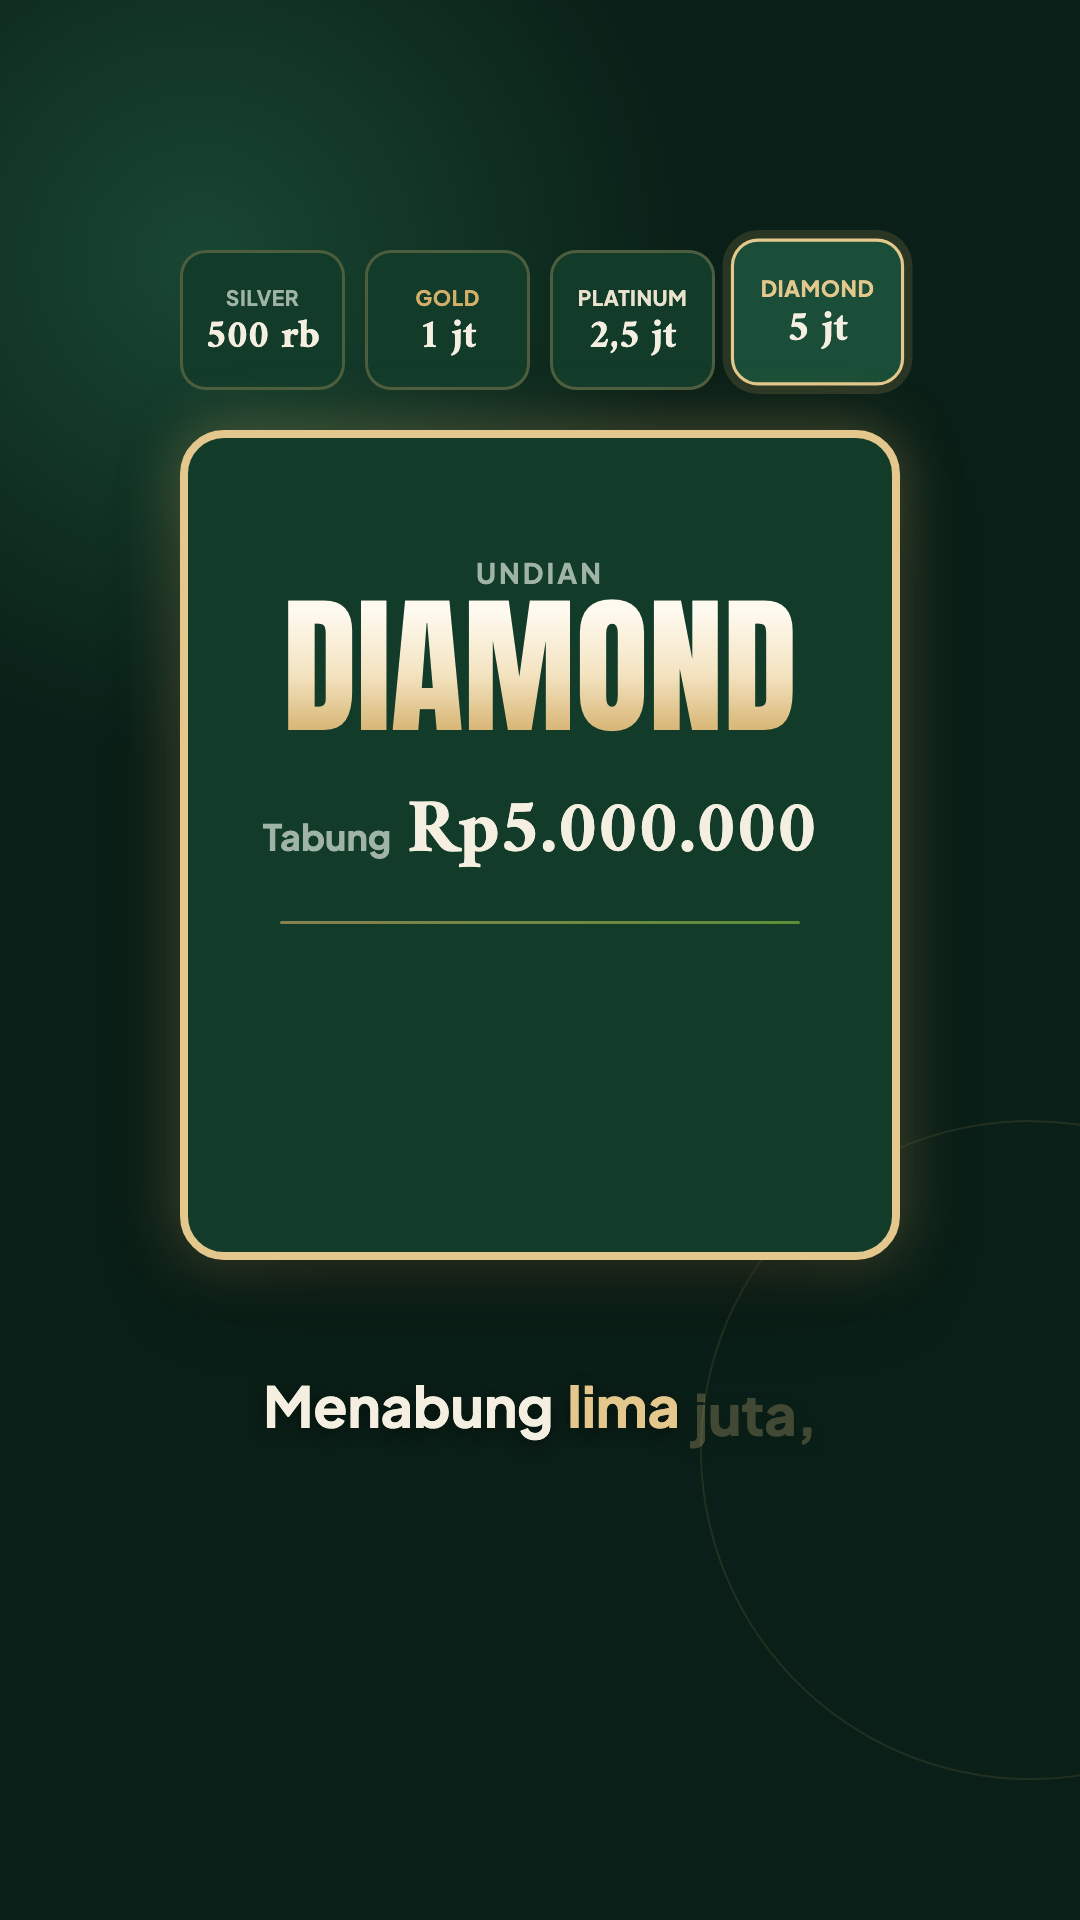 SILVER
500 rb
GOLD
1 jt
PLATINUM
2,5 jt
DIAMOND
5 jt
UNDIAN
DIAMOND
Tabung Rp5.000.000
Menabung lima juta,